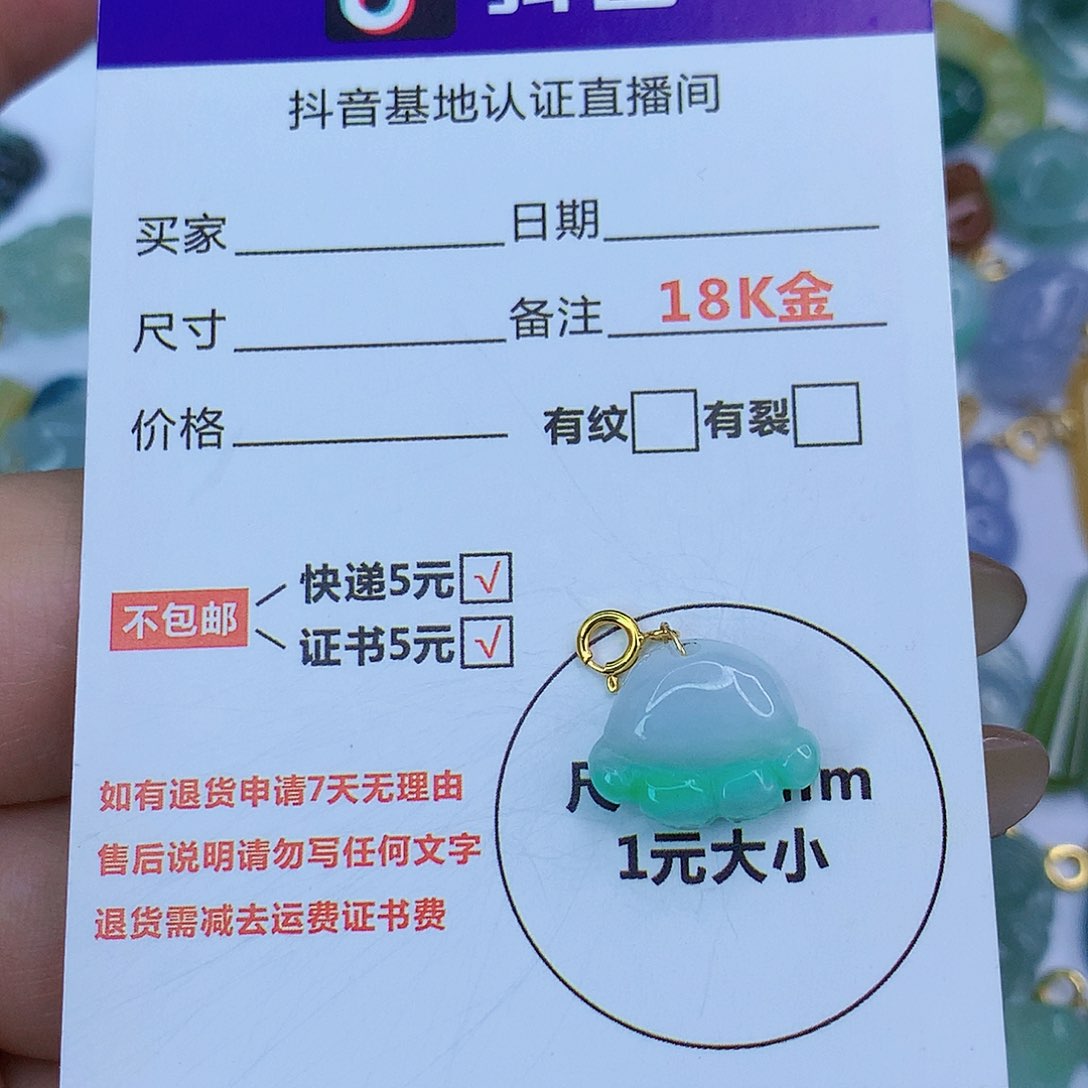 抖音基地认证直播间
买家 日期
尺寸 备注 18K金
价格 有纹 有裂
不包邮 快递5元 √
证书5元 √
如有退货申请7天无理由
售后说明请勿写任何文字
退货需减去运费证书费
尺
1元大小